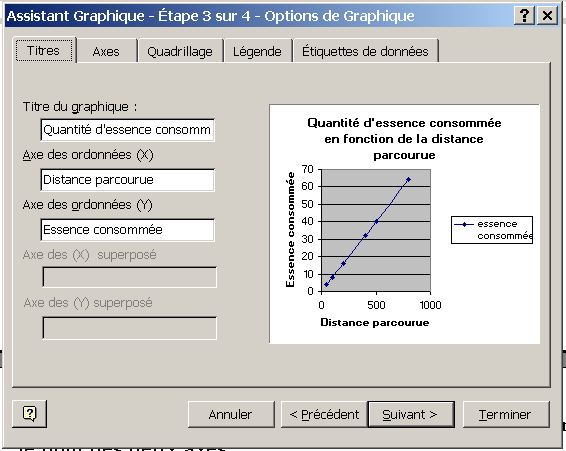 Assistant Graphique - Étape 3 sur 4 - Options de Graphique
Titres
Axes
Quadrillage
Légende
Étiquettes de données
Titre du graphique :
Quantité d'essence consomm
Axe des ordonnées (X)
Distance parcourue
Axe des ordonnées (Y)
Essence consommée
Axe des (X) superposé
Axe des (Y) superposé
Quantité d'essence consommée
en fonction de la distance
parcourue
Essence consommée
70
60
50
40
30
20
10
0
0
500
1000
Distance parcourue
essence
consommée
Annuler
< Précédent
Suivant >
Terminer